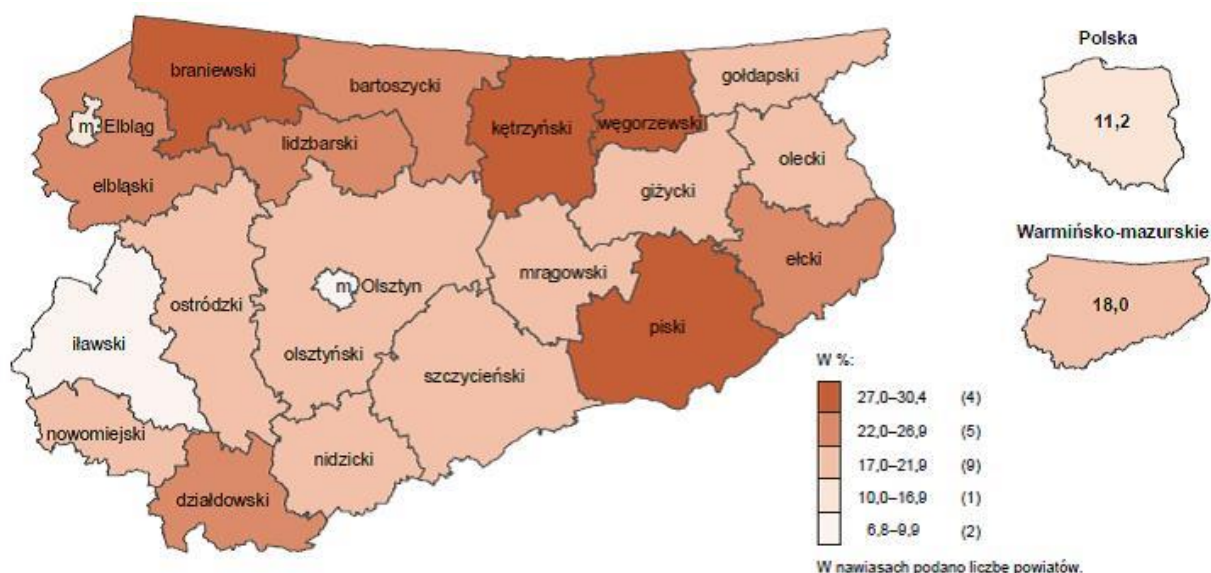 Polska
11,2
Warmińsko-mazurskie
18,0
braniewski
bartoszycki
gołdapski
kętrzyński
węgorzewski
m. Elbląg
lidzbarski
olecki
elbląski
giżycki
ełcki
mrągowski
m. Olsztyn
ostródzki
piski
iławski
olsztyński
szczycieński
nowomiejski
nidzicki
działdowski
W %:
27,0–30,4 (4)
22,0–26,9 (5)
17,0–21,9 (9)
10,0–16,9 (1)
6,8–9,9 (2)
W nawiasach podano liczbę powiatów.